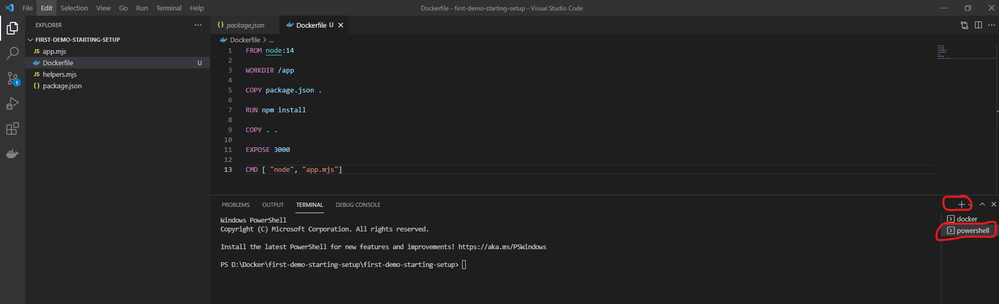 File Edit Selection View Go Run Terminal Help Dockerfile - first-demo-starting-setup - Visual Studio Code
EXPLORER ...
FIRST-DEMO-STARTING-SETUP
JS app.mjs
Dockerfile U
JS helpers.mjs
{} package.json
1
{} package.json Dockerfile U
Dockerfile > ...
1 FROM node:14
2
3 WORKDIR /app
4
5 COPY package.json .
6
7 RUN npm install
8
9 COPY . .
10
11 EXPOSE 3000
12
13 CMD [ "node", "app.mjs"]
PROBLEMS OUTPUT TERMINAL DEBUG CONSOLE
Windows PowerShell
Copyright (C) Microsoft Corporation. All rights reserved.
Install the latest PowerShell for new features and improvements! https://aka.ms/PSWindows
PS D:\Docker\first-demo-starting-setup\first-demo-starting-setup>
docker
powershell